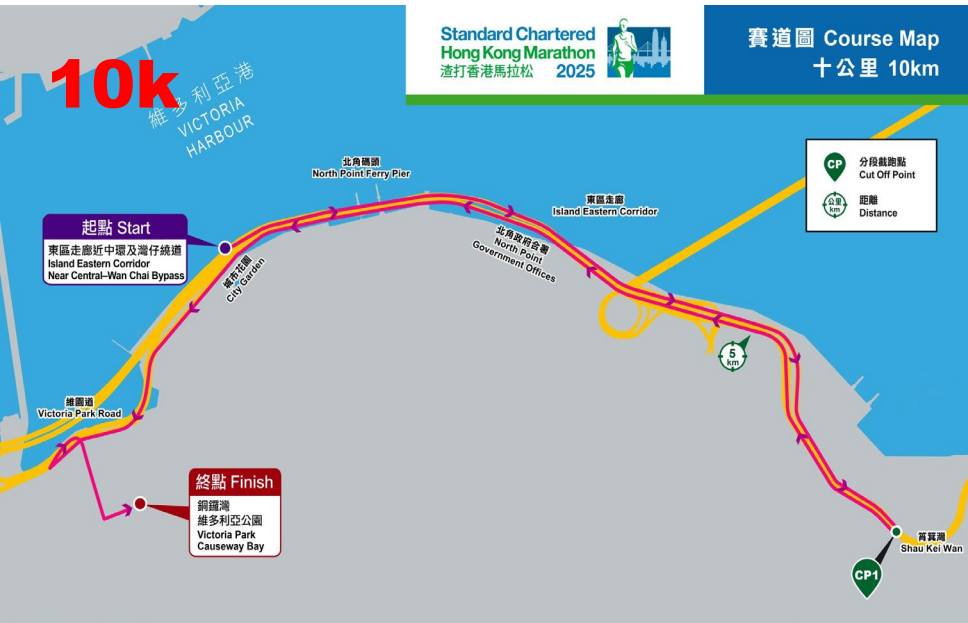 10k
Standard Chartered
Hong Kong Marathon
渣打香港馬拉松 2025
賽道圖 Course Map
十公里 10km
維多利亞港
VICTORIA
HARBOUR
CP
分段截跑點
Cut Off Point
公里
km
距離
Distance
北角碼頭
North Point Ferry Pier
東區走廊
Island Eastern Corridor
起點 Start
東區走廊近中環及灣仔繞道
Island Eastern Corridor
Near Central–Wan Chai Bypass
城市花園
City Garden
北角政府合署
North Point
Government Offices
5
km
維園道
Victoria Park Road
終點 Finish
銅鑼灣
維多利亞公園
Victoria Park
Causeway Bay
筲箕灣
Shau Kei Wan
CP1